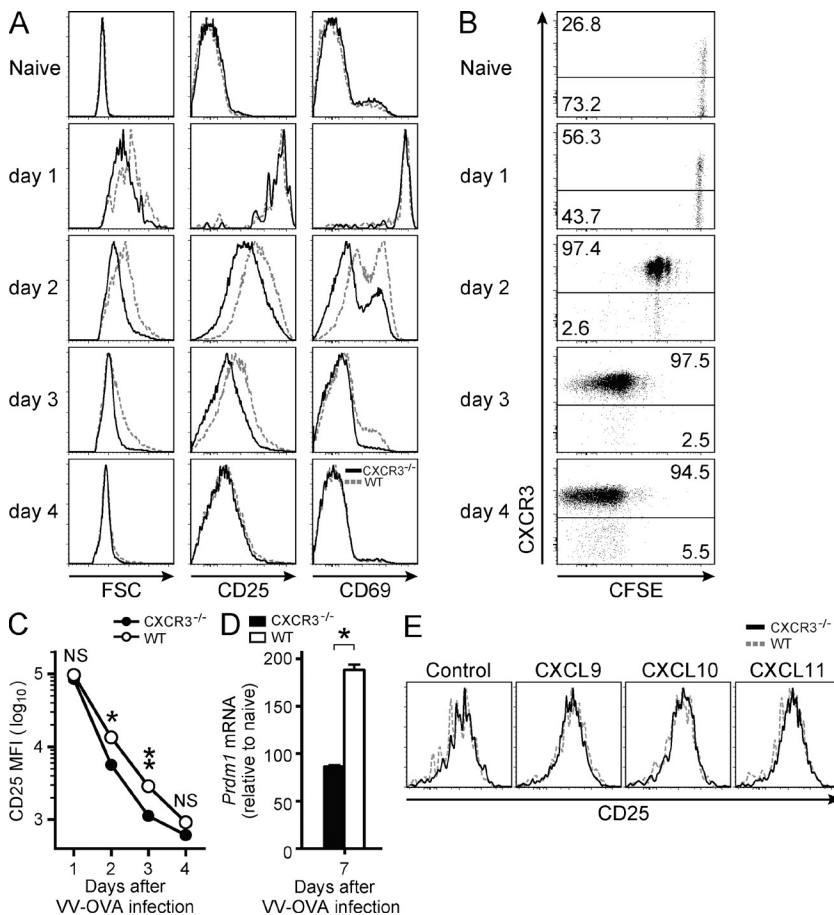 A
Naive
day 1
day 2
day 3
day 4
CXCR3⁻/⁻
WT
FSC
CD25
CD69
B
26.8
73.2
56.3
43.7
97.4
2.6
97.5
2.5
94.5
5.5
CXCR3
CFSE
C
CXCR3⁻/⁻
WT
CD25 MFI (log₁₀)
5
4
3
NS
*
**
NS
1 2 3 4
Days after
VV-OVA infection
D
CXCR3⁻/⁻
WT
*
Prdm1 mRNA
(relative to naive)
200
150
100
50
0
7
Days after
VV-OVA infection
E
CXCR3⁻/⁻
WT
Control CXCL9 CXCL10 CXCL11
CD25